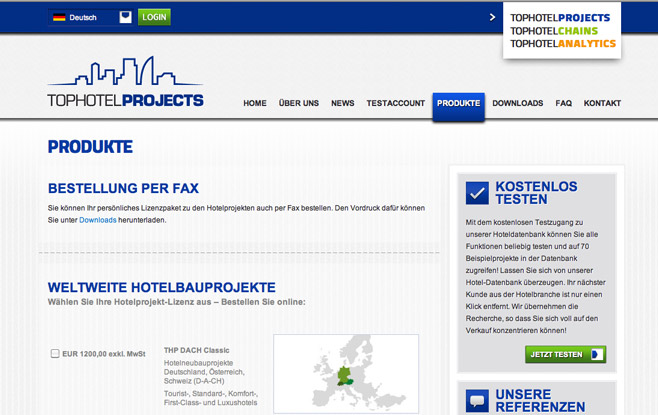 Deutsch
LOGIN
TOPHOTELPROJECTS
TOPHOTELCHAINS
TOPHOTELANALYTICS
TOPHOTELPROJECTS
HOME ÜBER UNS NEWS TESTACCOUNT PRODUKTE DOWNLOADS FAQ KONTAKT
PRODUKTE
BESTELLUNG PER FAX
Sie können Ihr persönliches Lizenzpaket zu den Hotelprojekten auch per Fax bestellen. Den Vordruck dafür können
Sie unter Downloads herunterladen.
WELTWEITE HOTELBAUPROJEKTE
Wählen Sie Ihre Hotelprojekt-Lizenz aus – Bestellen Sie online:
EUR 1200,00 exkl. MwSt
THP DACH Classic
Hotelneubauprojekte
Deutschland, Österreich,
Schweiz (D-A-CH)
Tourist-, Standard-, Komfort-,
First-Class- und Luxushotels
KOSTENLOS
TESTEN
Mit dem kostenlosen Testzugang zu
unserer Hoteldatenbank können Sie alle
Funktionen beliebig testen und auf 70
Beispielprojekte in der Datenbank
zugreifen! Lassen Sie sich von unserer
Hotel-Datenbank überzeugen. Ihr nächster
Kunde aus der Hotelbranche ist nur einen
Klick entfernt. Wir übernehmen die
Recherche, so dass Sie sich voll auf den
Verkauf konzentrieren können!
JETZT TESTEN
UNSERE
REFERENZEN